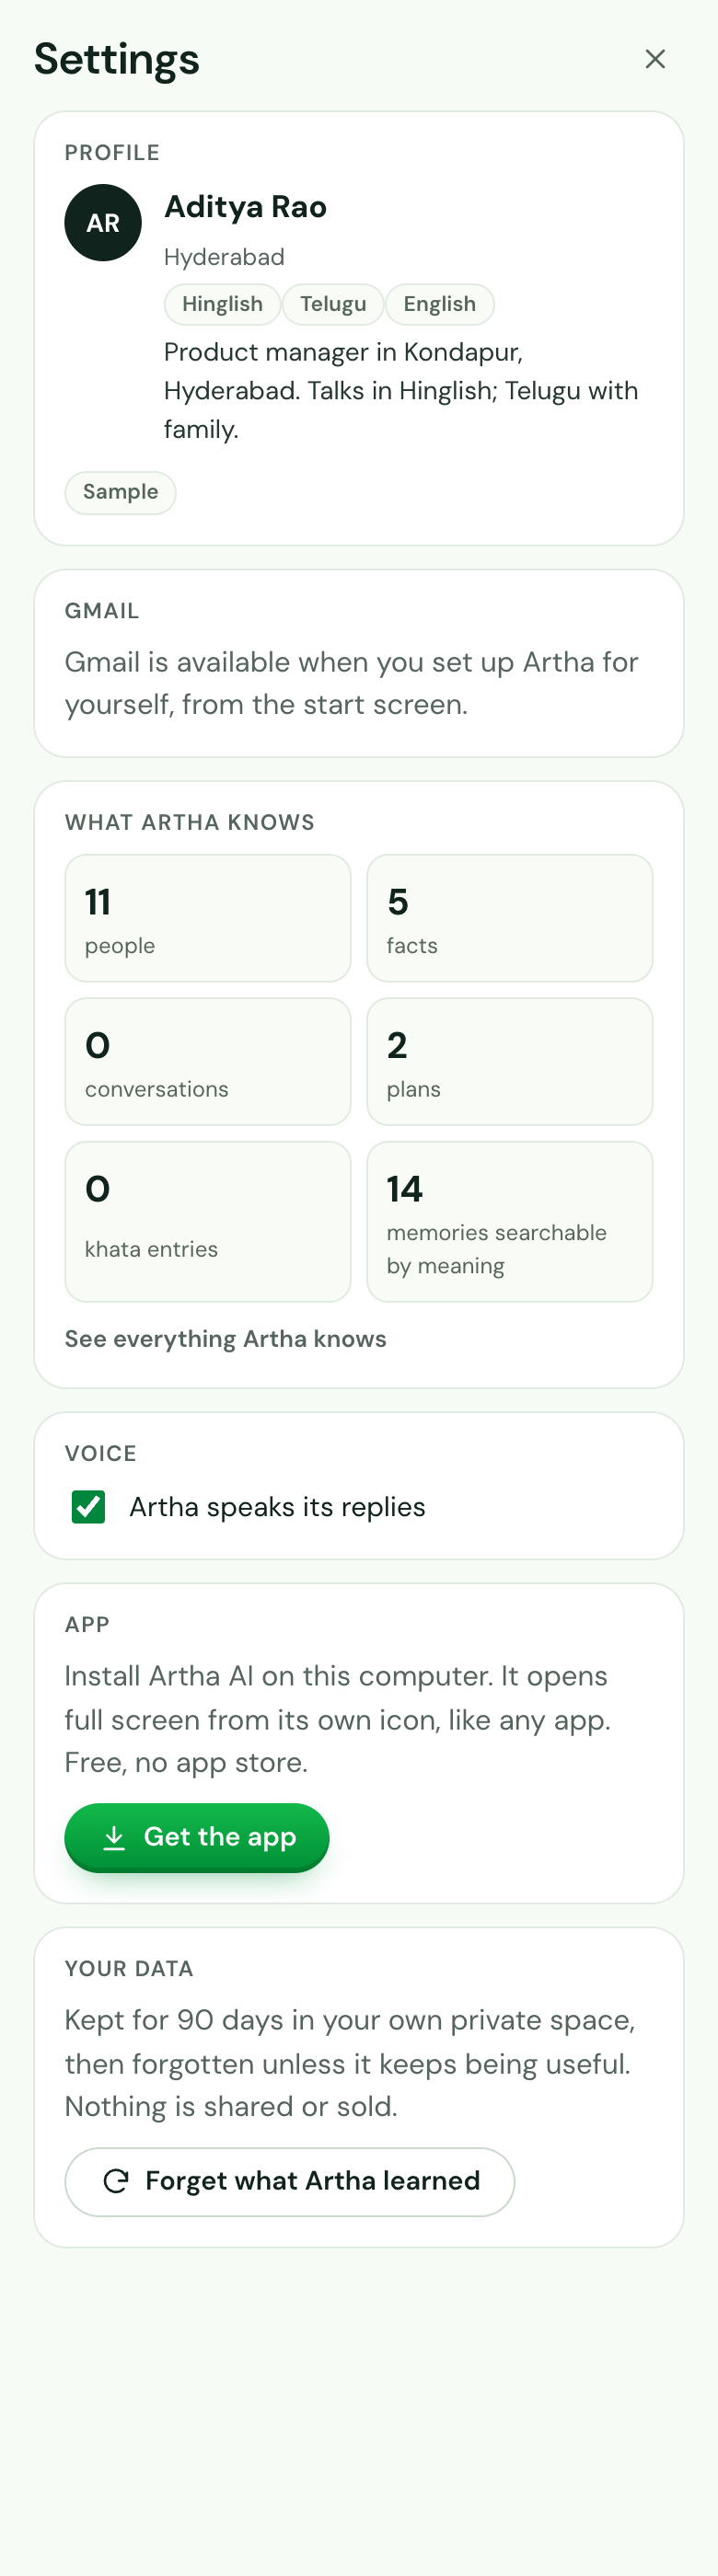 Settings
PROFILE
AR
Aditya Rao
Hyderabad
Hinglish Telugu English
Product manager in Kondapur,
Hyderabad. Talks in Hinglish; Telugu with
family.
Sample
GMAIL
Gmail is available when you set up Artha for
yourself, from the start screen.
WHAT ARTHA KNOWS
11
people
5
facts
0
conversations
2
plans
0
khata entries
14
memories searchable
by meaning
See everything Artha knows
VOICE
Artha speaks its replies
APP
Install Artha AI on this computer. It opens
full screen from its own icon, like any app.
Free, no app store.
Get the app
YOUR DATA
Kept for 90 days in your own private space,
then forgotten unless it keeps being useful.
Nothing is shared or sold.
Forget what Artha learned